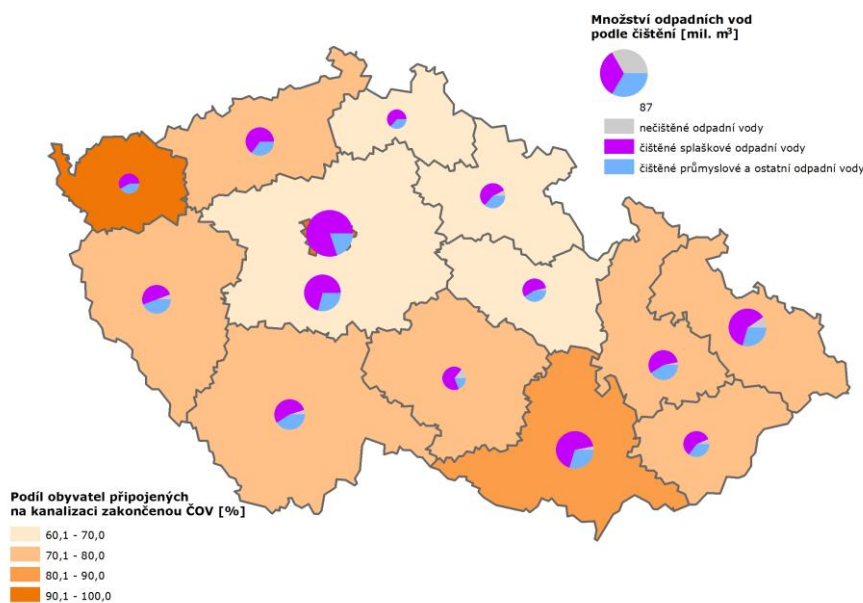 Množství odpadních vod
podle čištění [mil. m³]
87
nečištěné odpadní vody
čištěné splaškové odpadní vody
čištěné průmyslové a ostatní odpadní vody
Podíl obyvatel připojených
na kanalizaci zakončenou ČOV [%]
60,1 - 70,0
70,1 - 80,0
80,1 - 90,0
90,1 - 100,0